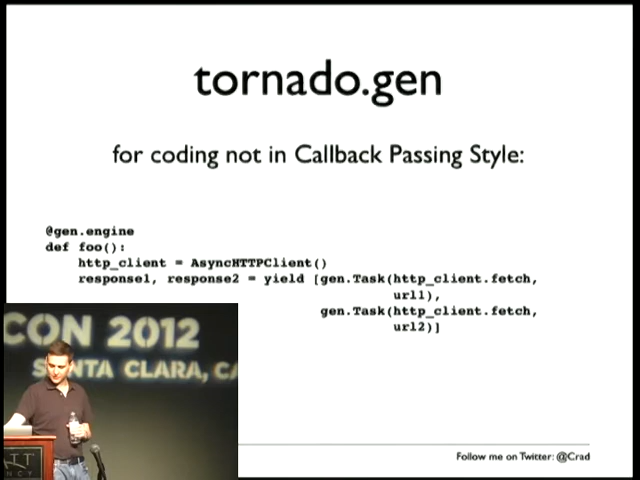 tornado.gen
for coding not in Callback Passing Style:
@gen.engine
def foo():
http_client = AsyncHTTPClient()
response1, response2 = yield [gen.Task(http_client.fetch,
url1),
gen.Task(http_client.fetch,
url2)]
CON 2012
SANTA CLARA, CA
Follow me on Twitter: @Crad